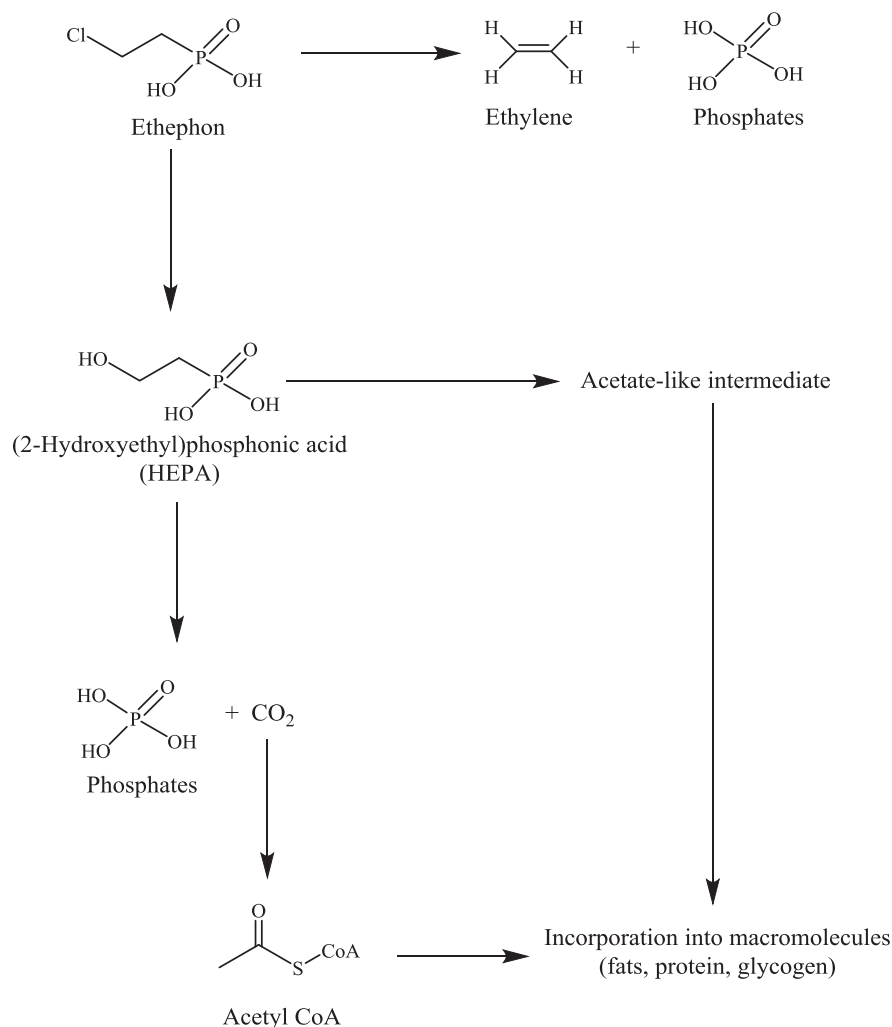 Cl
O
P
HO
OH
Ethephon
H
H
H
H
Ethylene
+
O
HO
P
HO
OH
Phosphates
HO
O
P
HO
OH
(2-Hydroxyethyl)phosphonic acid
(HEPA)
Acetate-like intermediate
O
HO
P
HO
OH
Phosphates
+ CO2
O
S
CoA
Acetyl CoA
Incorporation into macromolecules
(fats, protein, glycogen)